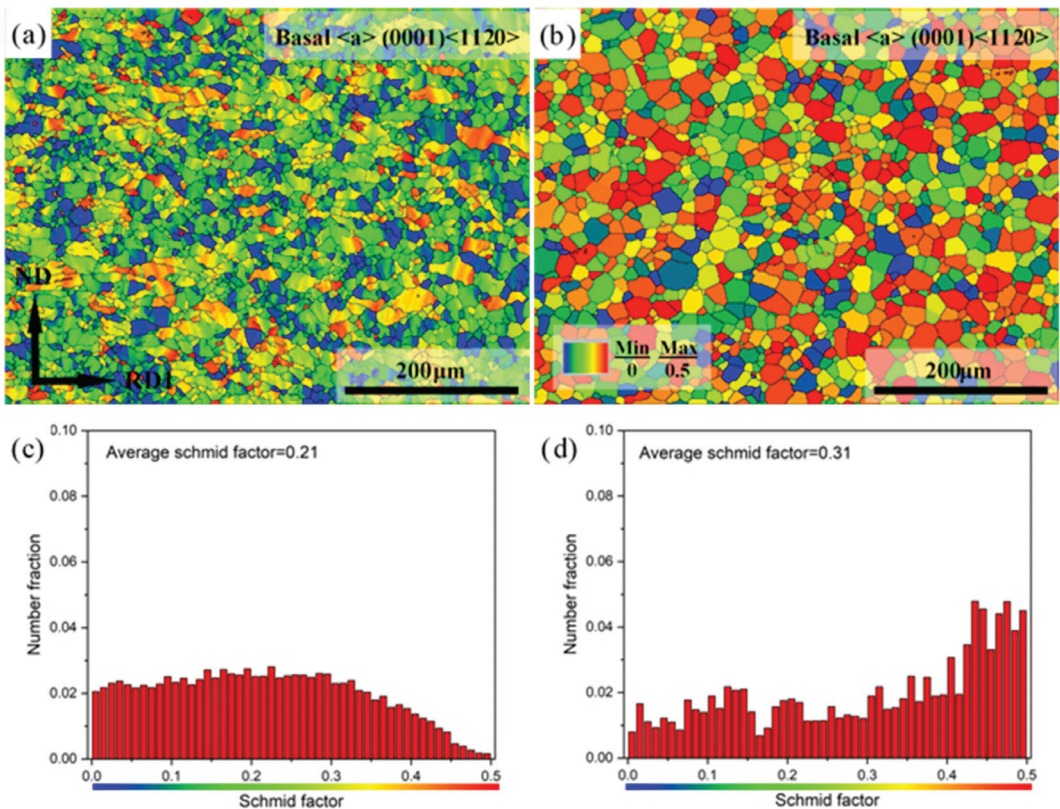 (a)
Basal <a> (0001)<1120>
ND
RD1
200μm
(b)
Basal <a> (0001)<1120>
Min Max
0 0.5
200μm
(c)
Average schmid factor=0.21
0.10
0.08
0.06
0.04
0.02
0.00
Number fraction
0.0 0.1 0.2 0.3 0.4 0.5
Schmid factor
(d)
Average schmid factor=0.31
0.10
0.08
0.06
0.04
0.02
0.00
Number fraction
0.0 0.1 0.2 0.3 0.4 0.5
Schmid factor